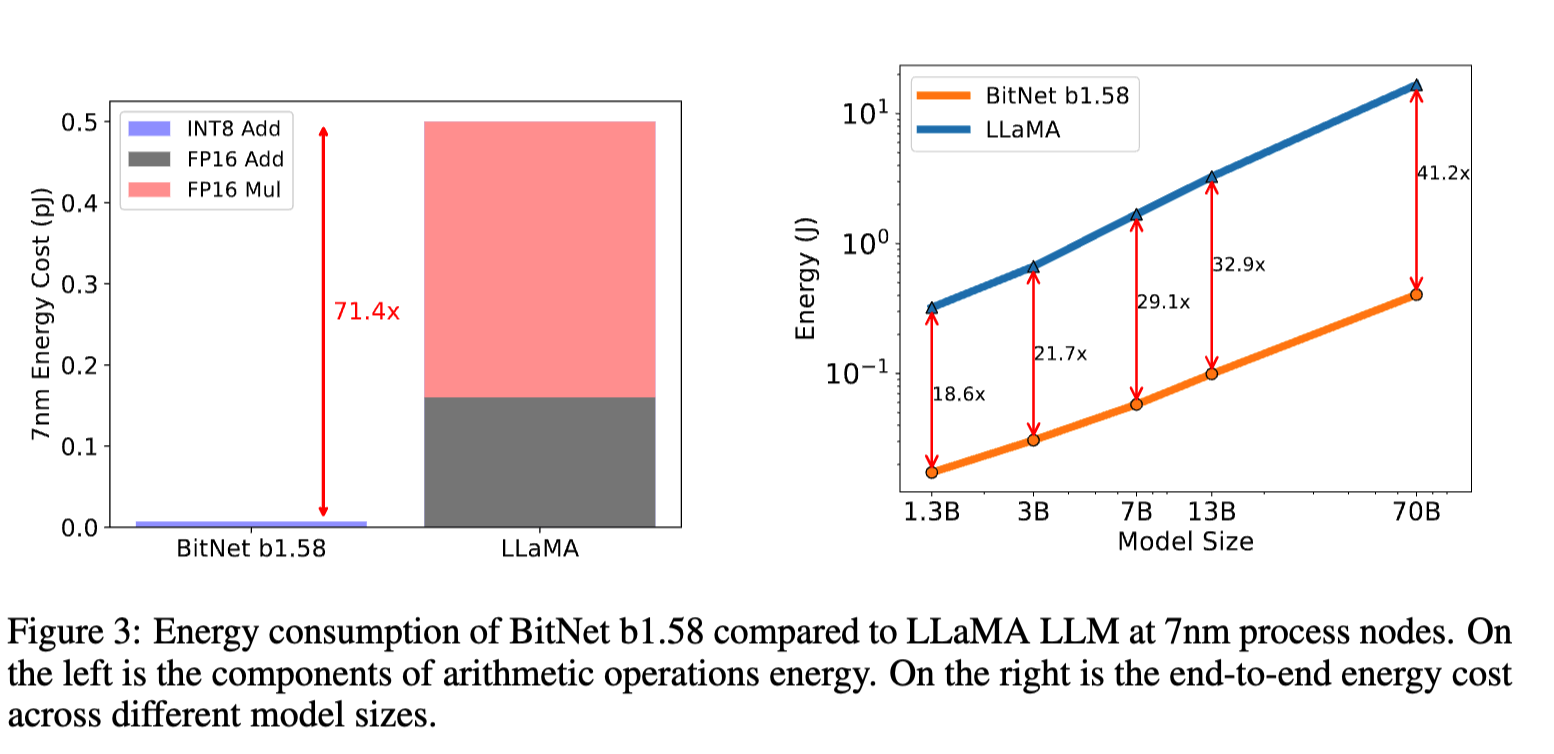 0.5
0.4
0.3
0.2
0.1
0.0
7nm Energy Cost (pJ)
INT8 Add
FP16 Add
FP16 Mul
71.4x
BitNet b1.58
LLaMA
10¹
10⁰
10⁻¹
Energy (J)
BitNet b1.58
LLaMA
18.6x
21.7x
29.1x
32.9x
41.2x
1.3B
3B
7B
13B
70B
Model Size
Figure 3: Energy consumption of BitNet b1.58 compared to LLaMA LLM at 7nm process nodes. On
the left is the components of arithmetic operations energy. On the right is the end-to-end energy cost
across different model sizes.